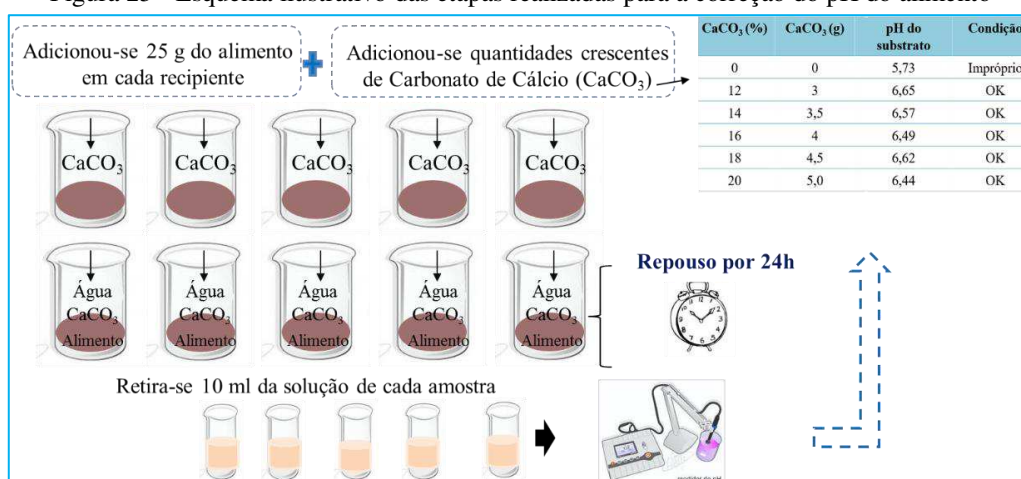 Figura 23 – Esquema ilustrativo das etapas realizadas para a correção do pH do alimento
Adicionou-se 25 g do alimento
em cada recipiente
Adicionou-se quantidades crescentes
de Carbonato de Cálcio (CaCO₃)
CaCO₃ (%) CaCO₃ (g) pH do substrato Condição
0 0 5,73 Impróprio
12 3 6,65 OK
14 3,5 6,57 OK
16 4 6,49 OK
18 4,5 6,62 OK
20 5,0 6,44 OK
CaCO₃ CaCO₃ CaCO₃ CaCO₃ CaCO₃
Água Água Água Água Água
CaCO₃ CaCO₃ CaCO₃ CaCO₃ CaCO₃
Alimento Alimento Alimento Alimento Alimento
Repouso por 24h
Retira-se 10 ml da solução de cada amostra